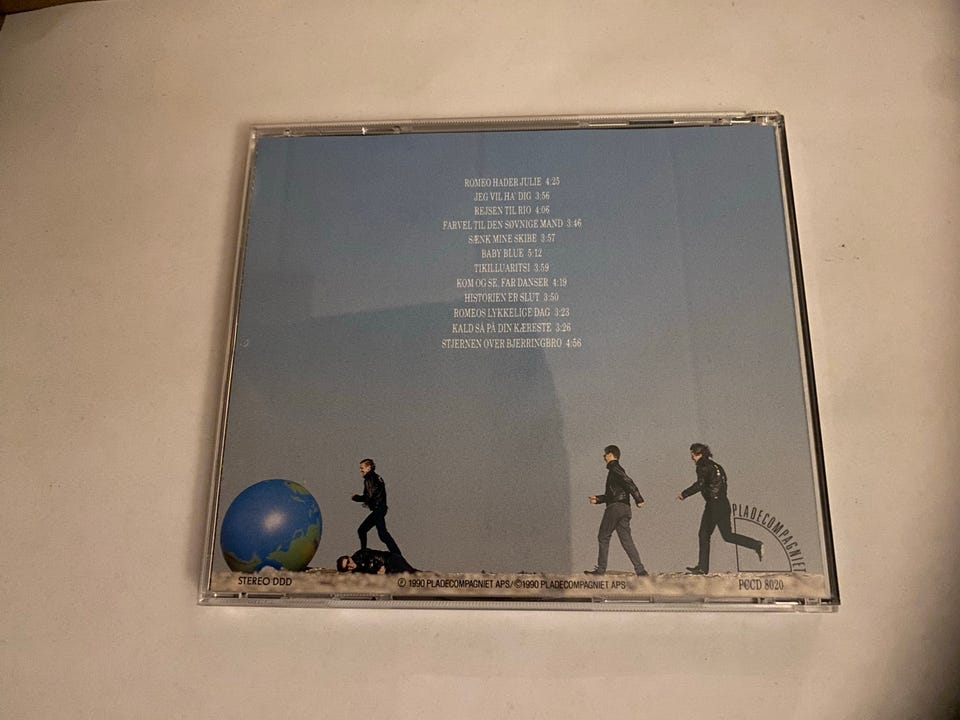 ROMEO HADER JULIE 4:25
JEG VIL HA' DIG 3:56
REJSEN TIL RIO 4:06
FARVEL TIL DEN SØVNIGE MAND 3:46
SÆNK MINE SKIBE 3:57
BABY BLUE 5:12
TIKILLUARITSI 3:59
KOM OG SE, FAR DANSER 4:19
HISTORIEN ER SLUT 3:50
ROMEOS LYKKELIGE DAG 3:23
KALD SÅ PÅ DIN KÆRESTE 3:26
STJERNEN OVER BJERRINGBRO 4:56
PLADECOMPAGNIET
STEREO DDD
℗ 1990 PLADECOMPAGNIET APS/©1990 PLADECOMPAGNIET APS
PCCD 8020